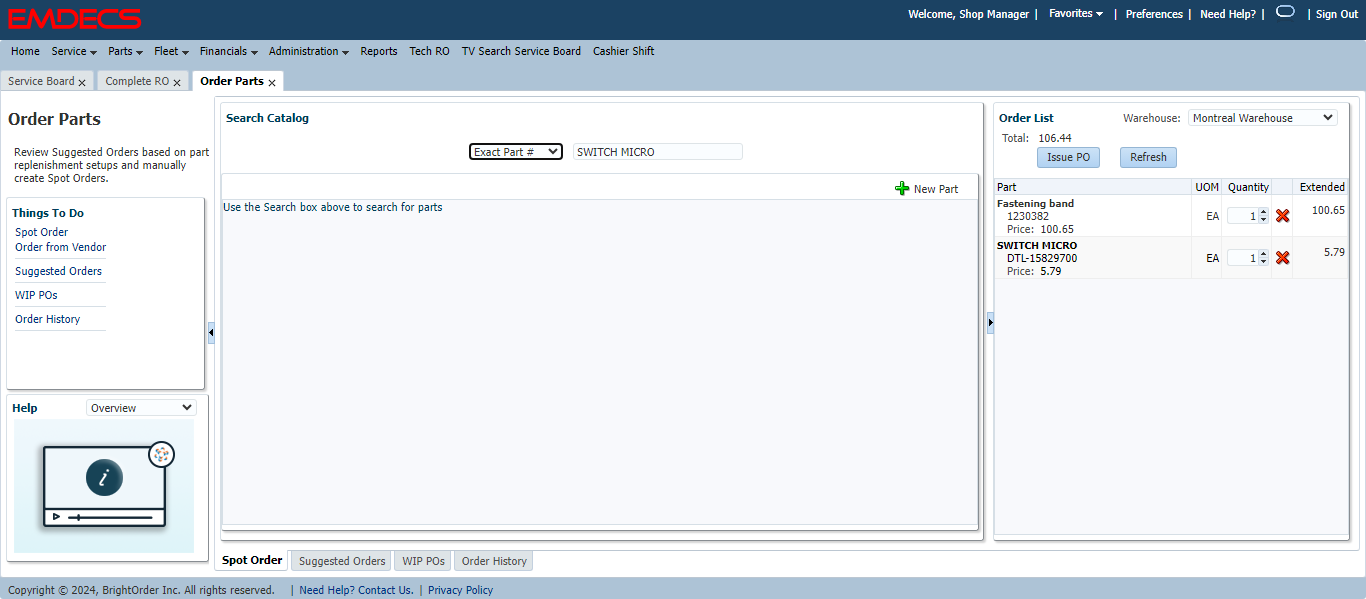 EMDECS
Welcome, Shop Manager | Favorites | Preferences | Need Help? | | Sign Out
Home Service Parts Fleet Financials Administration Reports Tech RO TV Search Service Board Cashier Shift
Service Board x Complete RO x Order Parts x
Order Parts
Review Suggested Orders based on part
replenishment setups and manually
create Spot Orders.
Things To Do
Spot Order
Order from Vendor
Suggested Orders
WIP POs
Order History
Help Overview
i
Search Catalog
Exact Part # SWITCH MICRO
New Part
Use the Search box above to search for parts
Order List Warehouse: Montreal Warehouse
Total: 106.44
Issue PO Refresh
Part UOM Quantity Extended
Fastening band
1230382 EA 1 100.65
Price: 100.65
SWITCH MICRO
DTL-15829700 EA 1 5.79
Price: 5.79
Spot Order Suggested Orders WIP POs Order History
Copyright © 2024, BrightOrder Inc. All rights reserved. | Need Help? Contact Us. | Privacy Policy